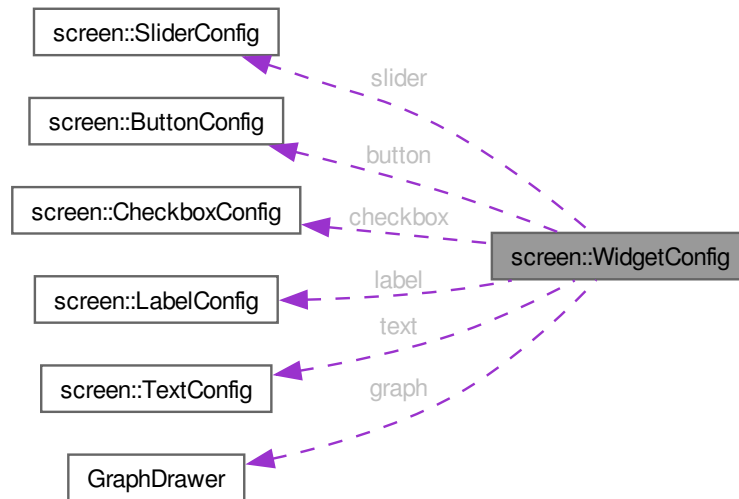 screen::SliderConfig
slider
screen::ButtonConfig
button
screen::CheckboxConfig
checkbox
screen::WidgetConfig
screen::LabelConfig
label
text
screen::TextConfig
graph
GraphDrawer